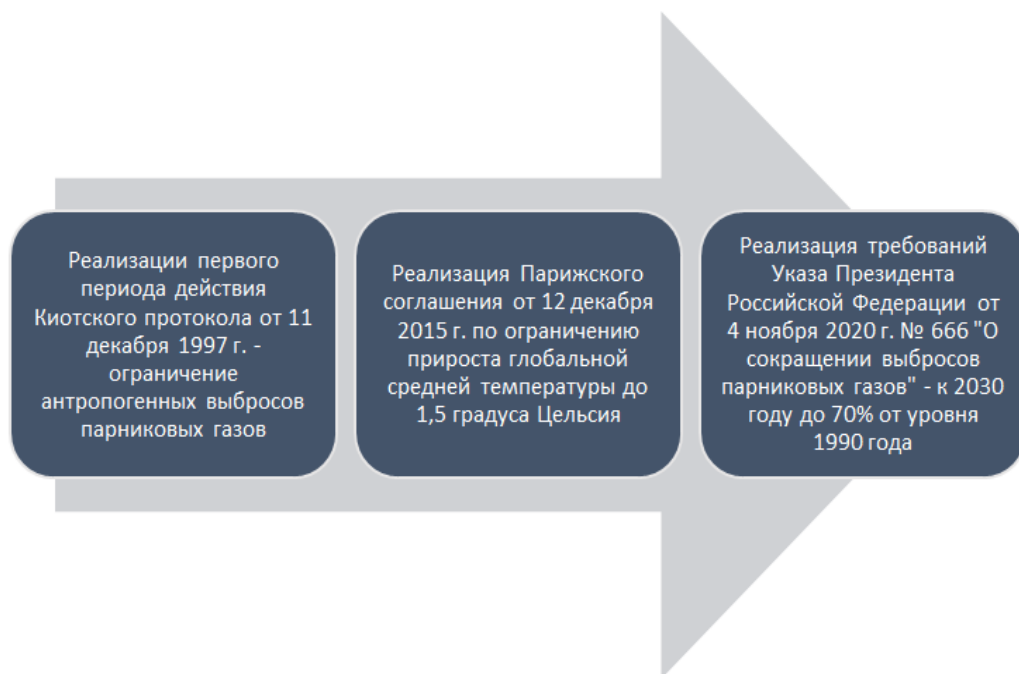 Реализации первого
периода действия
Киотского протокола от 11
декабря 1997 г. -
ограничение
антропогенных выбросов
парниковых газов
Реализация Парижского
соглашения от 12 декабря
2015 г. по ограничению
прироста глобальной
средней температуры до
1,5 градуса Цельсия
Реализация требований
Указа Президента
Российской Федерации от
4 ноября 2020 г. № 666 "О
сокращении выбросов
парниковых газов" - к 2030
году до 70% от уровня
1990 года